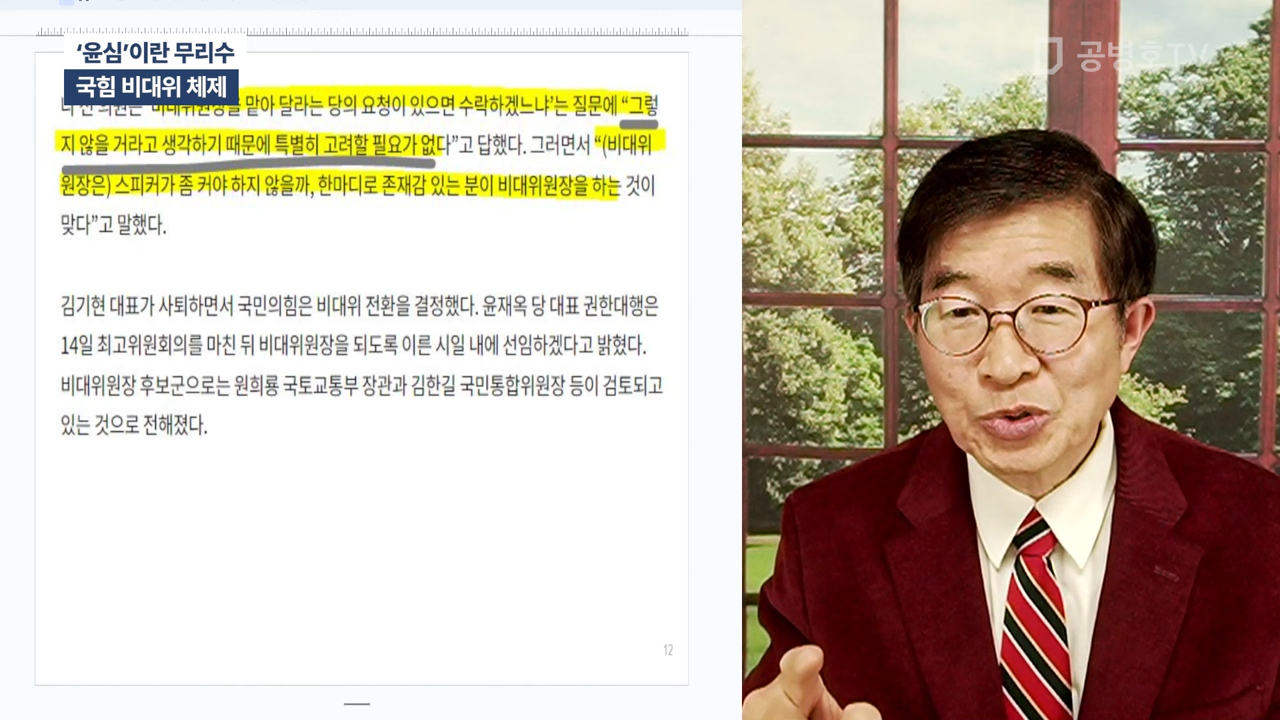 ‘윤심’이란 무리수
국힘 비대위 체제
공병호TV
맡아 달라는 당의 요청이 있으면 수락하겠느냐’는 질문에 “그렇
지 않을 거라고 생각하기 때문에 특별히 고려할 필요가 없다”고 답했다. 그러면서 “(비대위
원장은) 스피커가 좀 커야 하지 않을까, 한마디로 존재감 있는 분이 비대위원장을 하는 것이
맞다”고 말했다.
김기현 대표가 사퇴하면서 국민의힘은 비대위 전환을 결정했다. 윤재옥 당 대표 권한대행은
14일 최고위원회의를 마친 뒤 비대위원장을 되도록 이른 시일 내에 선임하겠다고 밝혔다.
비대위원장 후보군으로는 원희룡 국토교통부 장관과 김한길 국민통합위원장 등이 검토되고
있는 것으로 전해졌다.
12